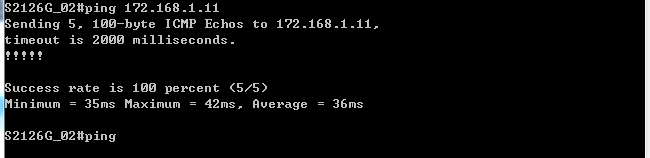 S2126G_02#ping 172.168.1.11
Sending 5, 100-byte ICMP Echos to 172.168.1.11,
timeout is 2000 milliseconds.
!!!!!
Success rate is 100 percent (5/5)
Minimum = 35ms Maximum = 42ms, Average = 36ms
S2126G_02#ping